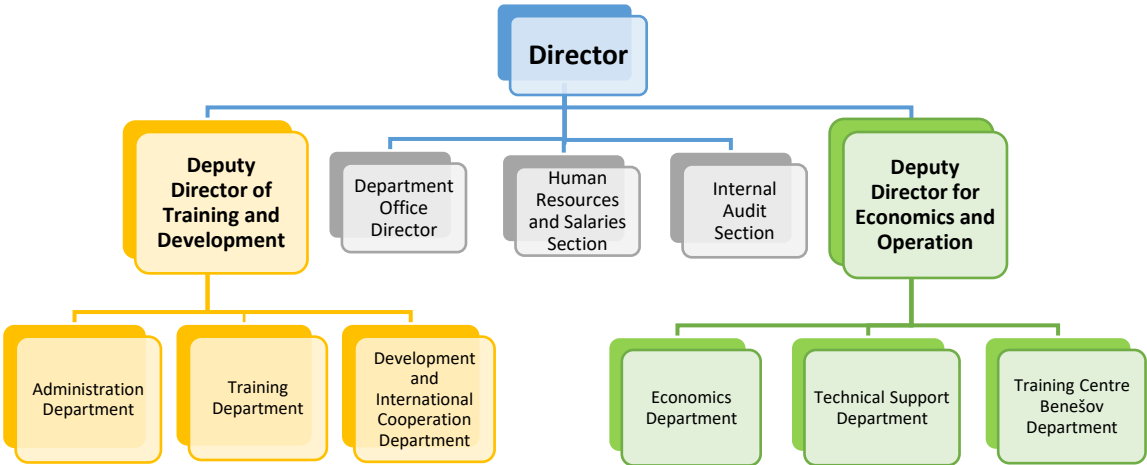 Director
Deputy
Director of
Training and
Development
Department
Office
Director
Human
Resources
and Salaries
Section
Internal
Audit
Section
Deputy
Director for
Economics and
Operation
Administration
Department
Training
Department
Development
and
International
Cooperation
Department
Economics
Department
Technical Support
Department
Training Centre
Benešov
Department